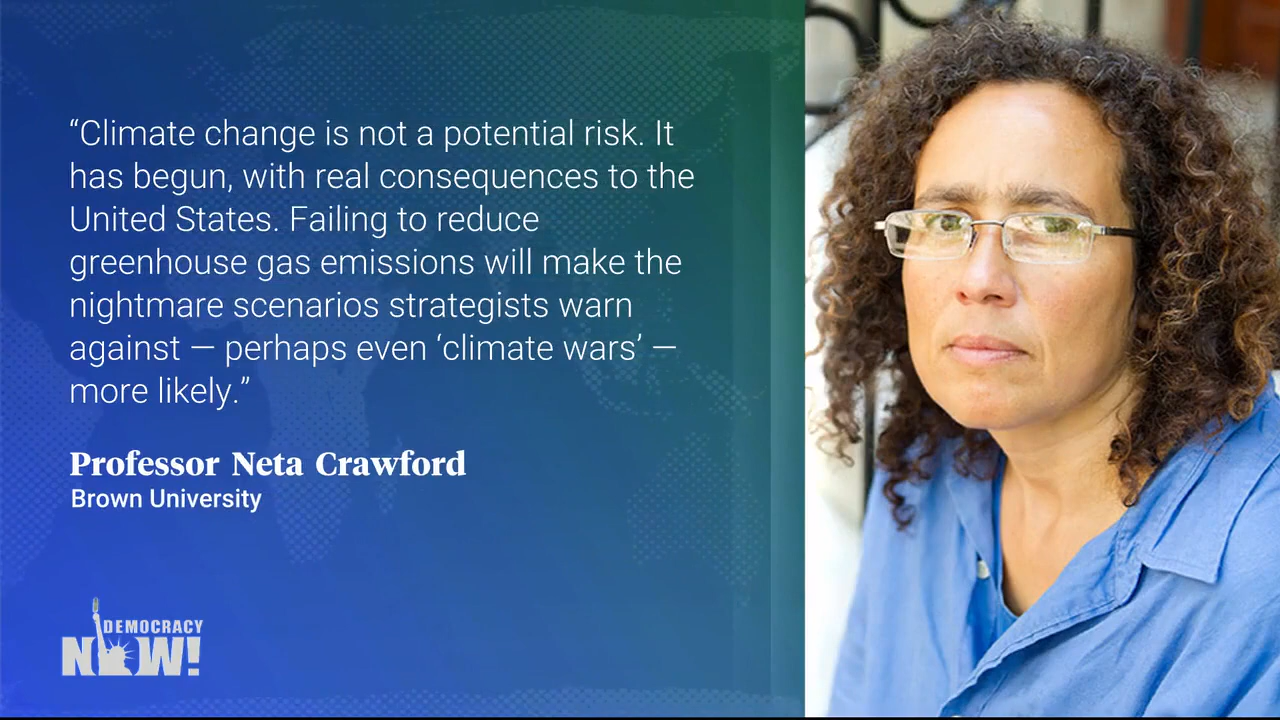 “Climate change is not a potential risk. It
has begun, with real consequences to the
United States. Failing to reduce
greenhouse gas emissions will make the
nightmare scenarios strategists warn
against — perhaps even ‘climate wars’ —
more likely.”
Professor Neta Crawford
Brown University
DEMOCRACY
NOW!